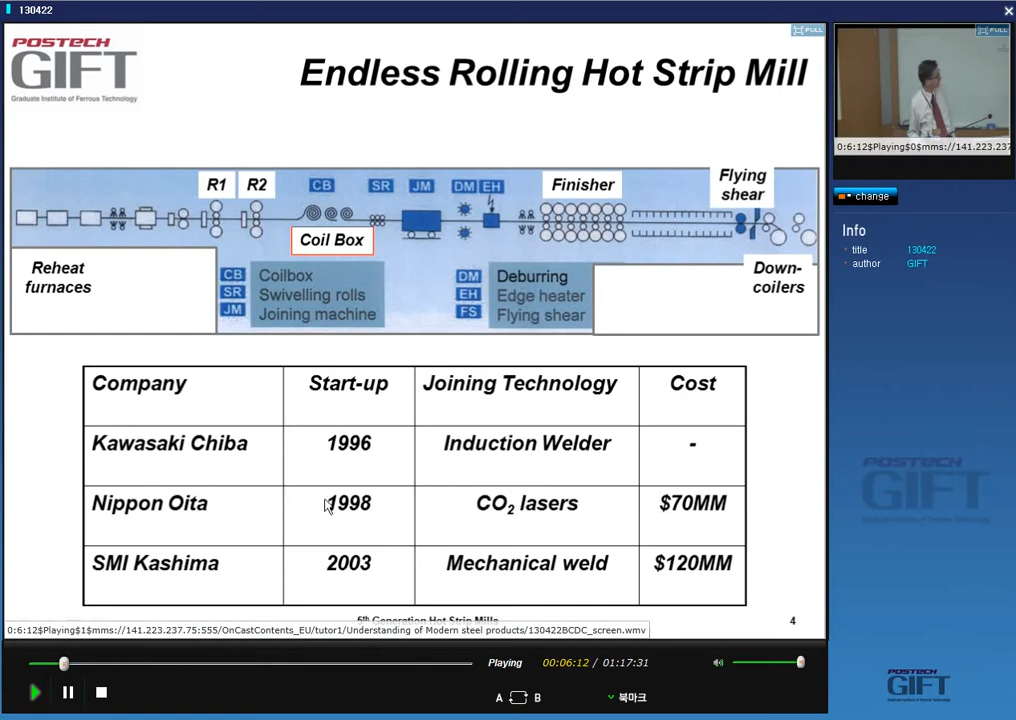 130422
POSTECH
GIFT
Graduate Institute of Ferrous Technology
Endless Rolling Hot Strip Mill
FULL
FULL
0:6:12$Playing$0$mms://141.223.237
change
Info
title 130422
author GIFT
R1 R2 CB SR JM DM EH Finisher Flying
shear
Coil Box
Reheat
furnaces
CB Coilbox
SR Swivelling rolls
JM Joining machine
DM Deburring
EH Edge heater
FS Flying shear
Down-
coilers
Company Start-up Joining Technology Cost
Kawasaki Chiba 1996 Induction Welder -
Nippon Oita 1998 CO2 lasers $70MM
SMI Kashima 2003 Mechanical weld $120MM
5th Generation Hot Strip Mills 4
0:6:12$Playing$1$mms://141.223.237.75:555/OnCastContents_EU/tutor1/Understanding of Modern steel products/130422BCDC_screen.wmv
Playing 00:06:12 / 01:17:31
A B 북마크
POSTECH
GIFT
POSTECH
GIFT